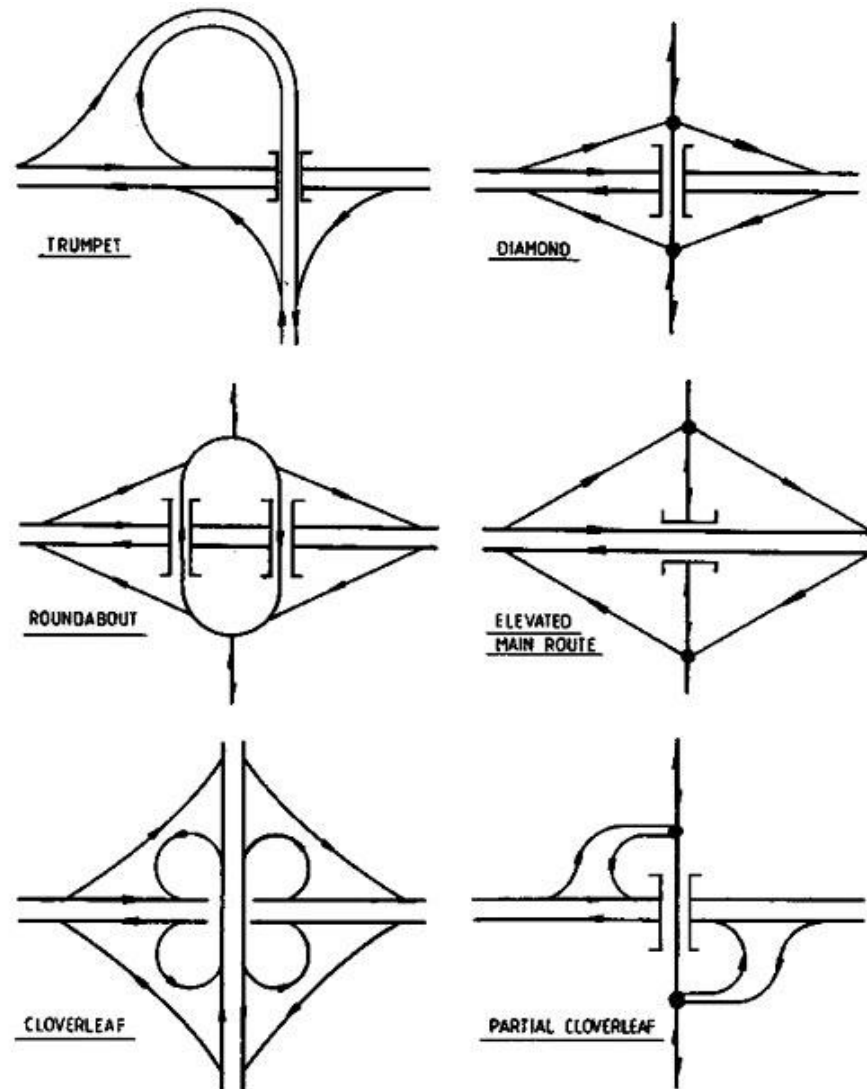 TRUMPET
DIAMOND
ROUNDABOUT
ELEVATED
MAIN ROUTE
CLOVERLEAF
PARTIAL CLOVERLEAF